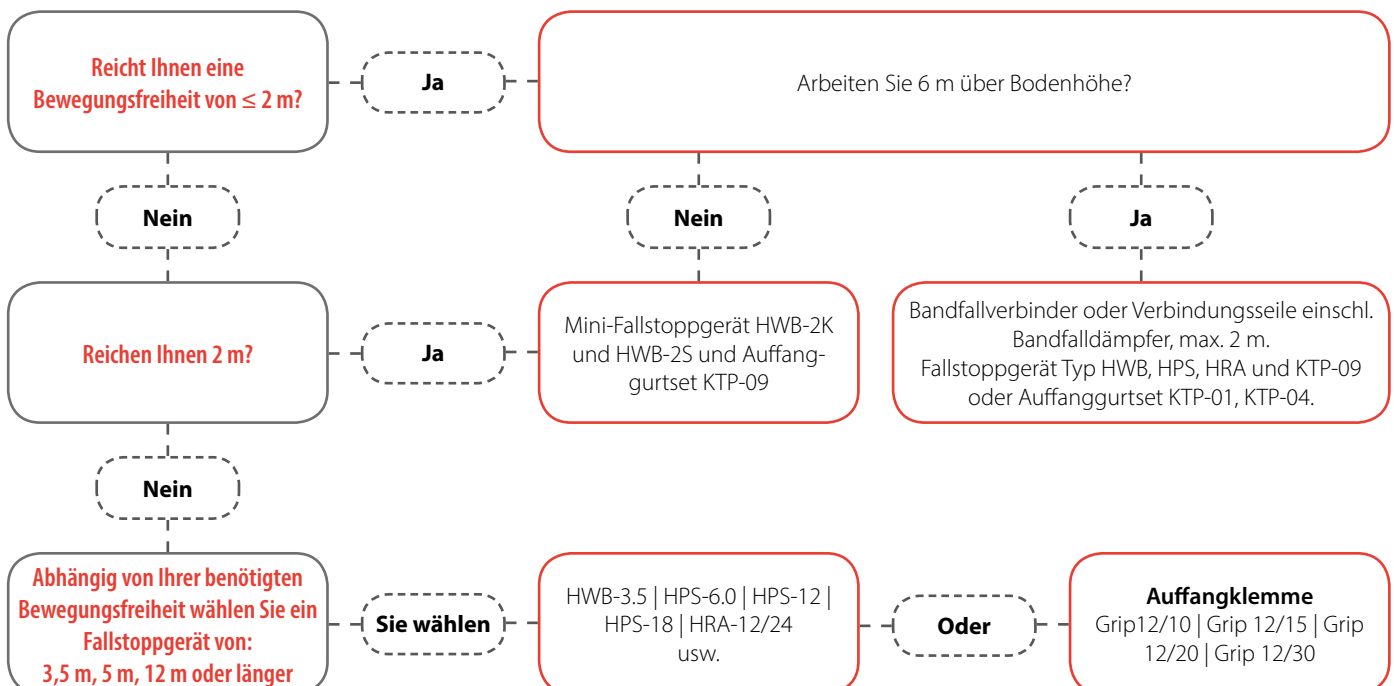 Reicht Ihnen eine
Bewegungsfreiheit von ≤ 2 m?
Ja
Arbeiten Sie 6 m über Bodenhöhe?
Nein
Nein
Ja
Reichen Ihnen 2 m?
Ja
Mini-Fallstoppgerät HWB-2K
und HWB-2S und Auffang-
gurtset KTP-09
Bandfallverbinder oder Verbindungsseile einschl.
Bandfalldämpfer, max. 2 m.
Fallstoppgerät Typ HWB, HPS, HRA und KTP-09
oder Auffanggurtset KTP-01, KTP-04.
Nein
Abhängig von Ihrer benötigten
Bewegungsfreiheit wählen Sie ein
Fallstoppgerät von:
3,5 m, 5 m, 12 m oder länger
Sie wählen
HWB-3.5 | HPS-6.0 | HPS-12 |
HPS-18 | HRA-12/24
usw.
Oder
Auffangklemme
Grip12/10 | Grip 12/15 | Grip
12/20 | Grip 12/30